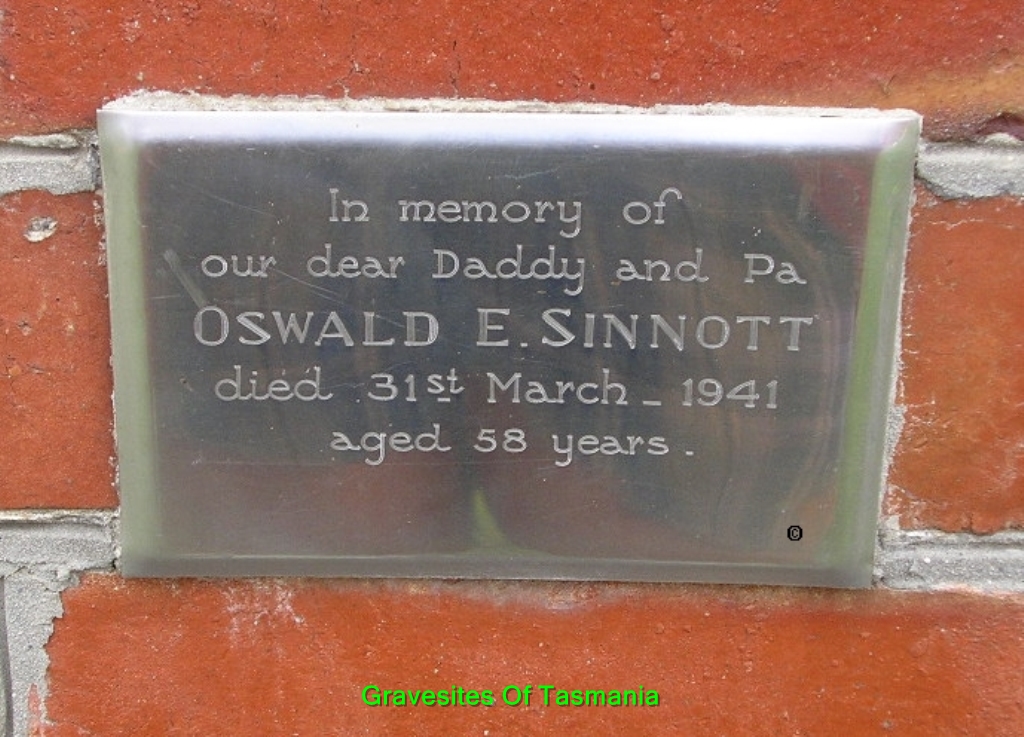 In memory of
our dear Daddy and Pa
OSWALD E. SINNOTT
died 31st March _ 1941
aged 58 years.
©
Gravesites Of Tasmania